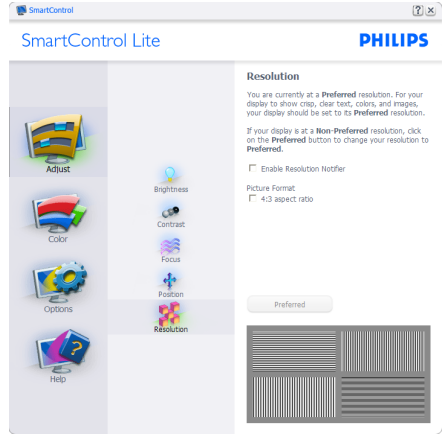 SmartControl
SmartControl Lite
PHILIPS
Adjust
Color
Options
Help
Brightness
Contrast
Focus
Position
Resolution
Resolution
You are currently at a Preferred resolution. For your
display to show crisp, clear text, colors, and images,
your display should be set to its Preferred resolution.
If your display is at a Non-Preferred resolution, click
on the Preferred button to change your resolution to
Preferred.
Enable Resolution Notifier
Picture Format
4:3 aspect ratio
Preferred